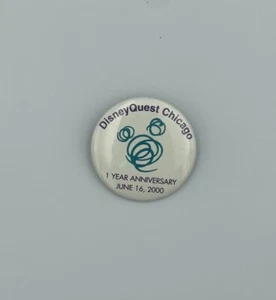 DisneyQuest Chicago
1 YEAR ANNIVERSARY
JUNE 16, 2000